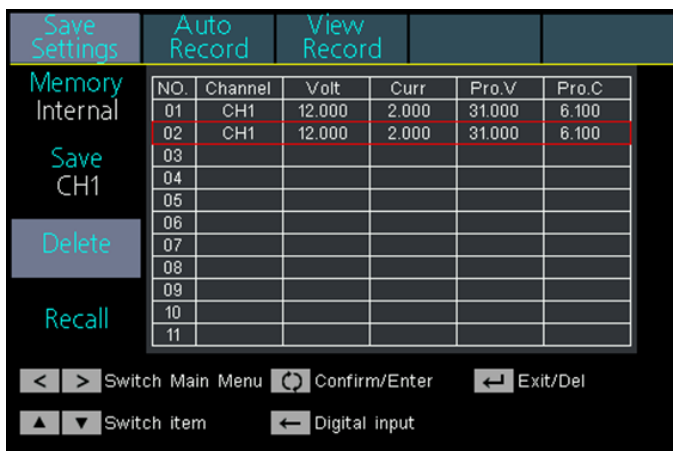 Save Settings Auto Record View Record
Memory
Internal
Save
CH1
Delete
Recall
NO. Channel Volt Curr Pro.V Pro.C
01 CH1 12.000 2.000 31.000 6.100
02 CH1 12.000 2.000 31.000 6.100
03
04
05
06
07
08
09
10
11
< > Switch Main Menu Confirm/Enter Exit/Del
▲ ▼ Switch item ← Digital input